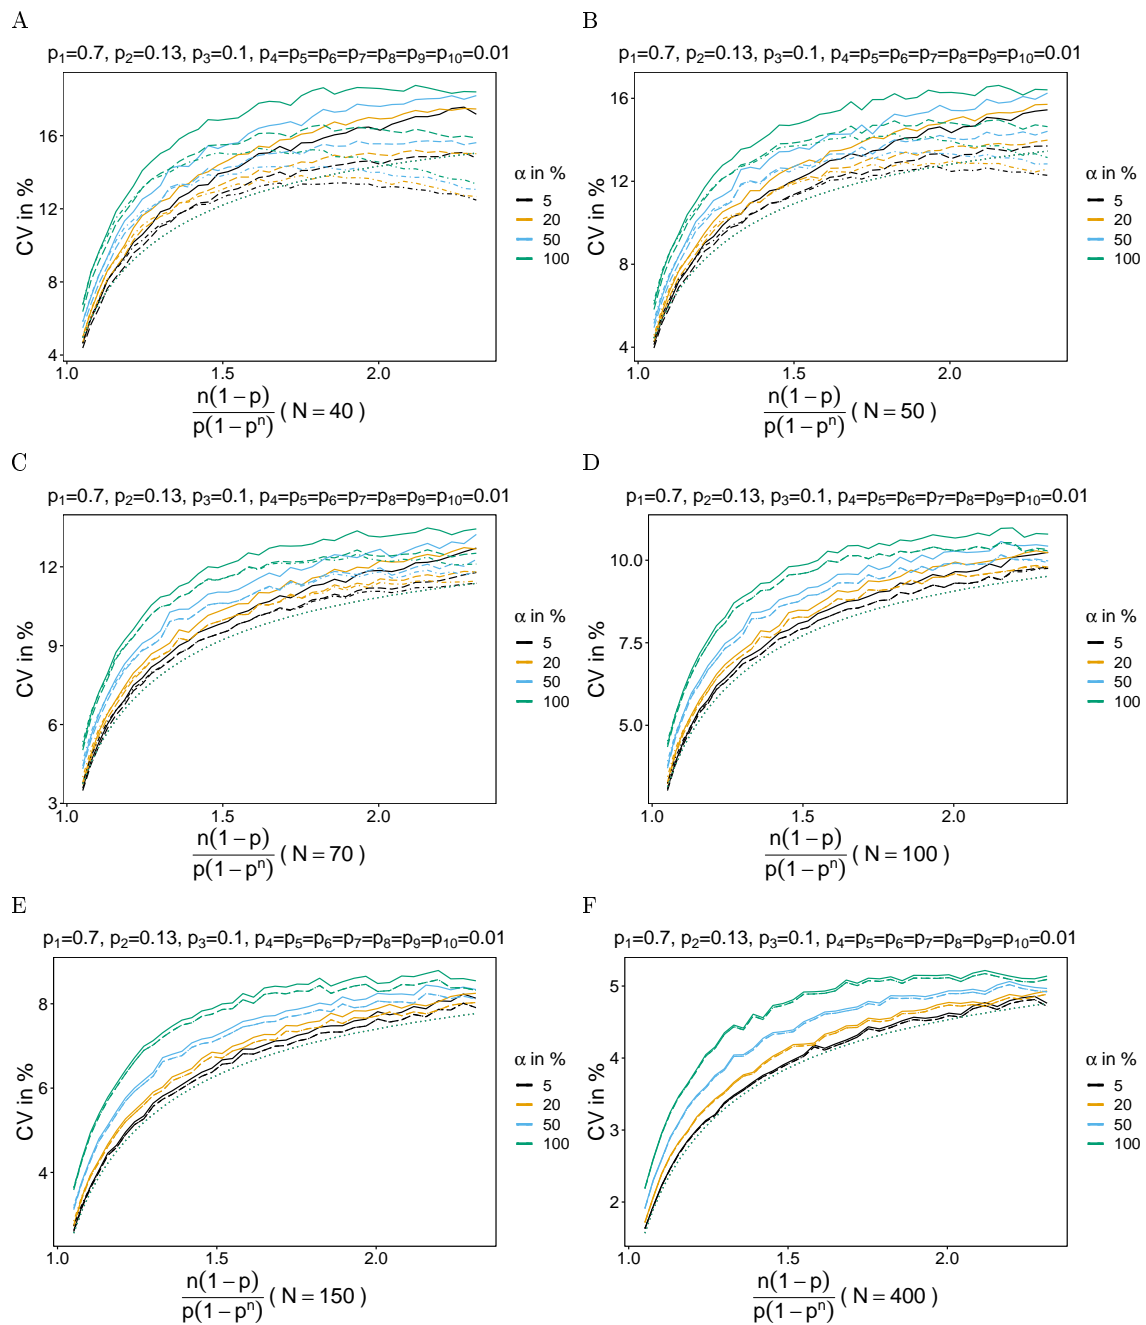 A
p1=0.7, p2=0.13, p3=0.1, p4=p5=p6=p7=p8=p9=p10=0.01
CV in %
16
12
8
4
1.0 1.5 2.0
n(1−p)
p(1−pⁿ)
( N = 40 )
α in %
5
20
50
100
B
p1=0.7, p2=0.13, p3=0.1, p4=p5=p6=p7=p8=p9=p10=0.01
CV in %
16
12
8
4
1.0 1.5 2.0
n(1−p)
p(1−pⁿ)
( N = 50 )
α in %
5
20
50
100
C
p1=0.7, p2=0.13, p3=0.1, p4=p5=p6=p7=p8=p9=p10=0.01
CV in %
12
9
6
3
1.0 1.5 2.0
n(1−p)
p(1−pⁿ)
( N = 70 )
α in %
5
20
50
100
D
p1=0.7, p2=0.13, p3=0.1, p4=p5=p6=p7=p8=p9=p10=0.01
CV in %
10.0
7.5
5.0
1.0 1.5 2.0
n(1−p)
p(1−pⁿ)
( N = 100 )
α in %
5
20
50
100
E
p1=0.7, p2=0.13, p3=0.1, p4=p5=p6=p7=p8=p9=p10=0.01
CV in %
8
6
4
1.0 1.5 2.0
n(1−p)
p(1−pⁿ)
( N = 150 )
α in %
5
20
50
100
F
p1=0.7, p2=0.13, p3=0.1, p4=p5=p6=p7=p8=p9=p10=0.01
CV in %
5
4
3
2
1.0 1.5 2.0
n(1−p)
p(1−pⁿ)
( N = 400 )
α in %
5
20
50
100